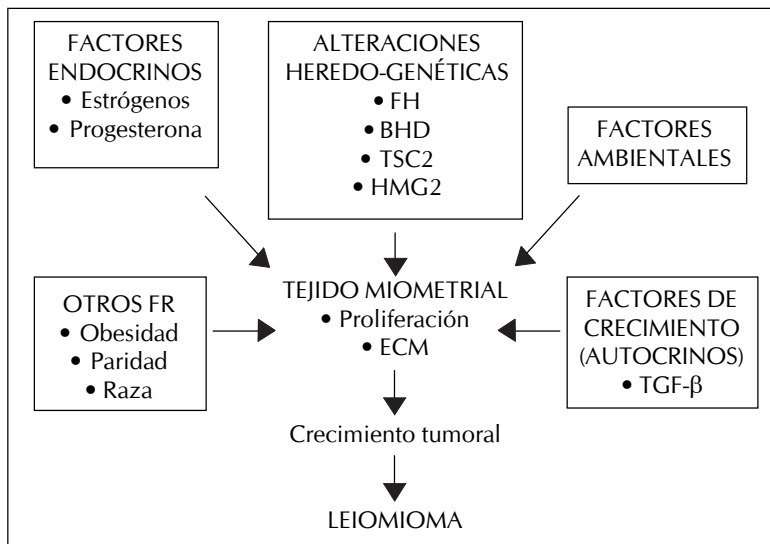 FACTORES
ENDOCRINOS
• Estrógenos
• Progesterona
ALTERACIONES
HEREDO-GENÉTICAS
• FH
• BHD
• TSC2
• HMG2
FACTORES
AMBIENTALES
OTROS FR
• Obesidad
• Paridad
• Raza
TEJIDO MIOMETRIAL
• Proliferación
• ECM
FACTORES DE
CRECIMIENTO
(AUTOCRINOS)
• TGF-β
Crecimiento tumoral
LEIOMIOMA